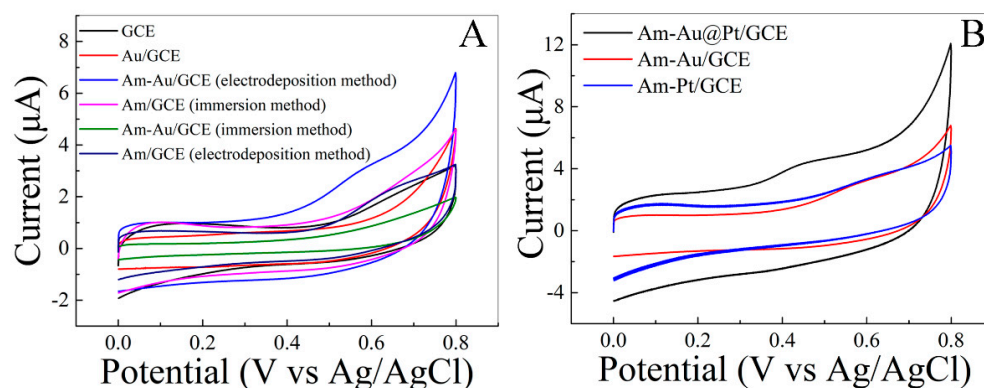 A
GCE
Au/GCE
Am-Au/GCE (electrodeposition method)
Am/GCE (immersion method)
Am-Au/GCE (immersion method)
Am/GCE (electrodeposition method)
Current (μA)
8
6
4
2
0
-2
0.0 0.2 0.4 0.6 0.8
Potential (V vs Ag/AgCl)
B
Am-Au@Pt/GCE
Am-Au/GCE
Am-Pt/GCE
Current (μA)
12
8
4
0
-4
0.0 0.2 0.4 0.6 0.8
Potential (V vs Ag/AgCl)